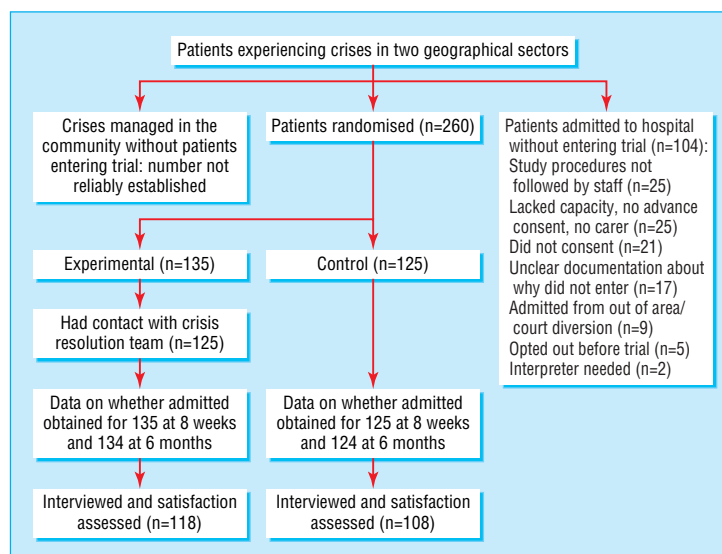 Patients experiencing crises in two geographical sectors
Crises managed in the
community without patients
entering trial: number not
reliably established
Patients randomised (n=260)
Patients admitted to hospital
without entering trial (n=104):
Study procedures not
followed by staff (n=25)
Lacked capacity, no advance
consent, no carer (n=25)
Did not consent (n=21)
Unclear documentation about
why did not enter (n=17)
Admitted from out of area/
court diversion (n=9)
Opted out before trial (n=5)
Interpreter needed (n=2)
Experimental (n=135)
Control (n=125)
Had contact with crisis
resolution team (n=125)
Data on whether admitted
obtained for 135 at 8 weeks
and 134 at 6 months
Data on whether admitted
obtained for 125 at 8 weeks
and 124 at 6 months
Interviewed and satisfaction
assessed (n=118)
Interviewed and satisfaction
assessed (n=108)